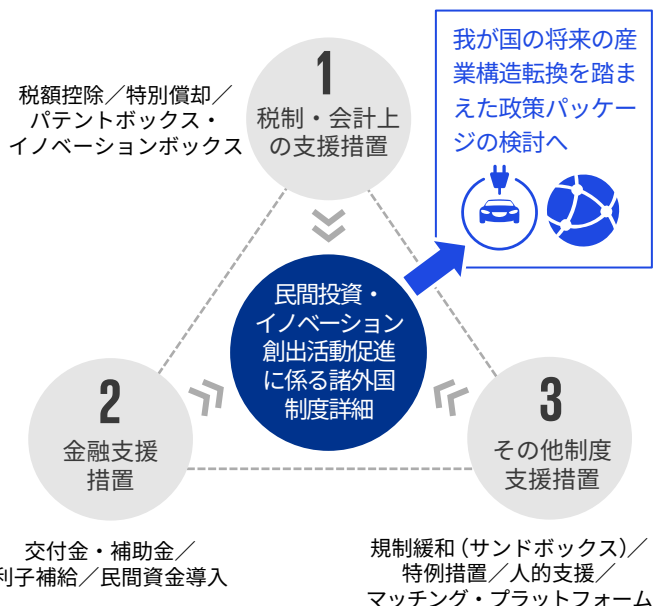 我が国の将来の産
業構造転換を踏ま
えた政策パッケー
ジの検討へ
1
税制・会計上
の支援措置
税額控除／特別償却／
パテントボックス・
イノベーションボックス
民間投資・
イノベーション
創出活動促進
に係る諸外国
制度詳細
2
金融支援
措置
交付金・補助金／
利子補給／民間資金導入
3
その他制度
支援措置
規制緩和（サンドボックス）／
特例措置／人的支援／
マッチング・プラットフォーム